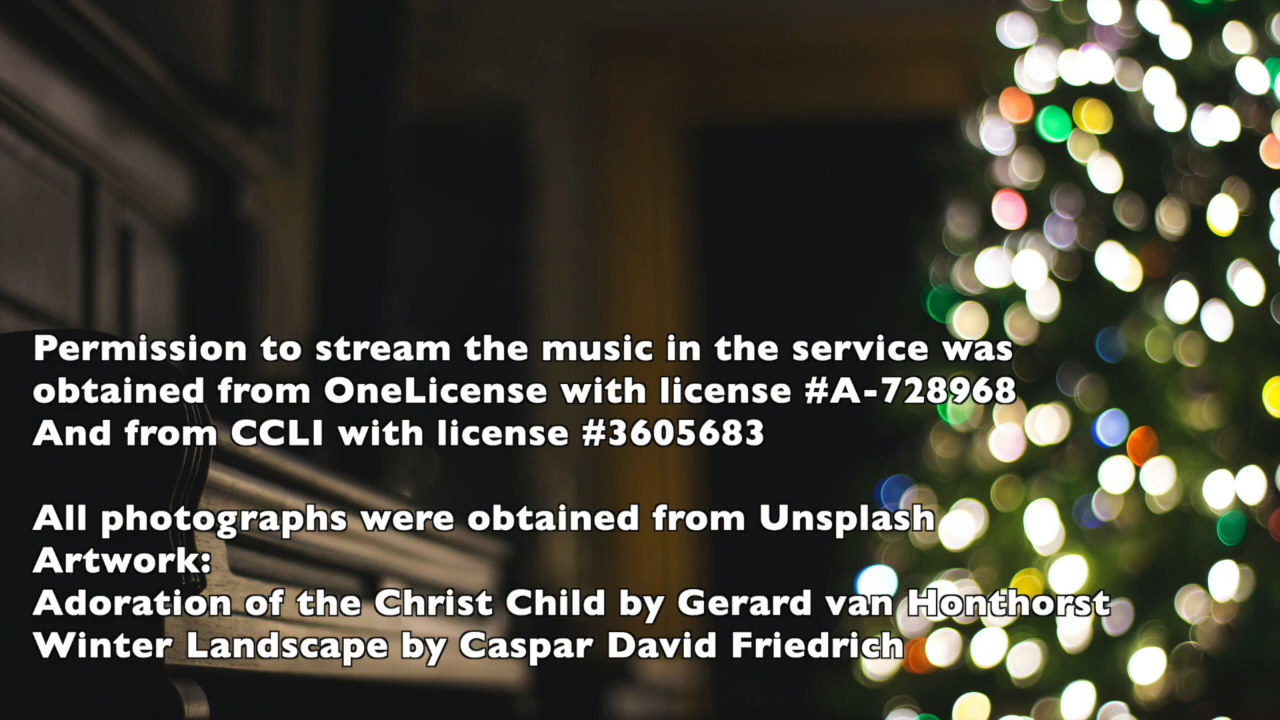 Permission to stream the music in the service was
obtained from OneLicense with license #A-728968
And from CCLI with license #3605683
All photographs were obtained from Unsplash
Artwork:
Adoration of the Christ Child by Gerard van Honthorst
Winter Landscape by Caspar David Friedrich